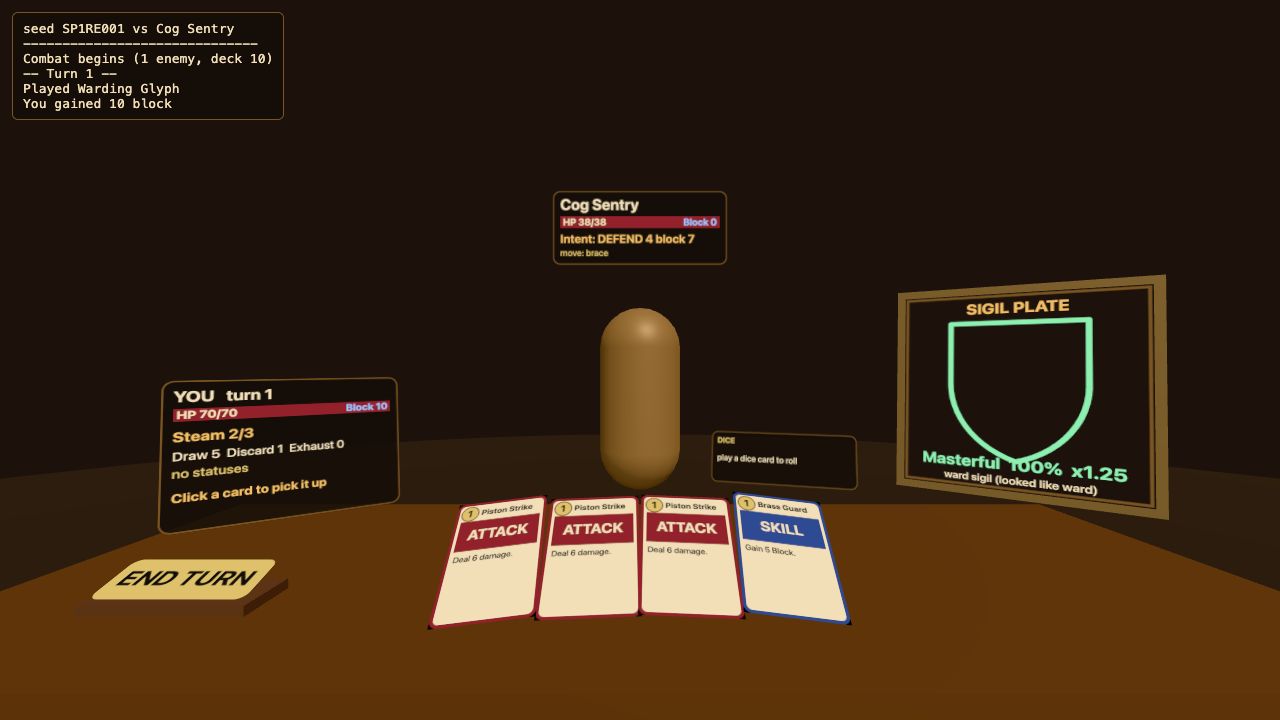 seed SP1RE001 vs Cog Sentry
——————————————————————————————
Combat begins (1 enemy, deck 10)
—— Turn 1 ——
Played Warding Glyph
You gained 10 block
Cog Sentry
HP 38/38 Block 0
Intent: DEFEND 4 block 7
move: brace
SIGIL PLATE
Masterful 100% x1.25
ward sigil (looked like ward)
YOU turn 1
HP 70/70 Block 10
Steam 2/3
Draw 5 Discard 1 Exhaust 0
no statuses
Click a card to pick it up
DICE
play a dice card to roll
END TURN
1 Piston Strike
ATTACK
Deal 6 damage.
1 Piston Strike
ATTACK
Deal 6 damage.
1 Piston Strike
ATTACK
Deal 6 damage.
1 Brass Guard
SKILL
Gain 5 Block.